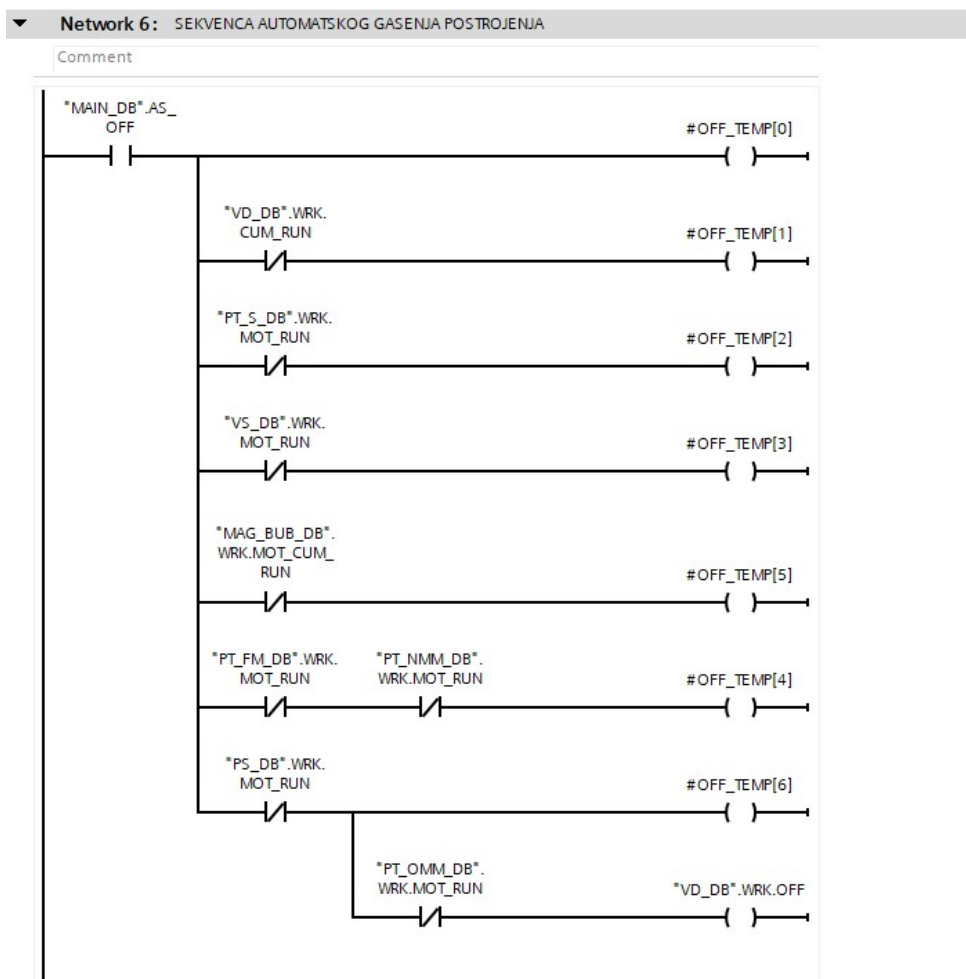 Network 6: SEKVENCA AUTOMATSKOG GASENJA POSTROJENJA
Comment
"MAIN_DB".AS_
OFF
#OFF_TEMP[0]
"VD_DB".WRK.
CUM_RUN
#OFF_TEMP[1]
"PT_S_DB".WRK.
MOT_RUN
#OFF_TEMP[2]
"VS_DB".WRK.
MOT_RUN
#OFF_TEMP[3]
"MAG_BUB_DB".
WRK.MOT_CUM_
RUN
#OFF_TEMP[5]
"PT_FM_DB".WRK.
MOT_RUN
"PT_NMM_DB".
WRK.MOT_RUN
#OFF_TEMP[4]
"PS_DB".WRK.
MOT_RUN
#OFF_TEMP[6]
"PT_OMM_DB".
WRK.MOT_RUN
"VD_DB".WRK.OFF